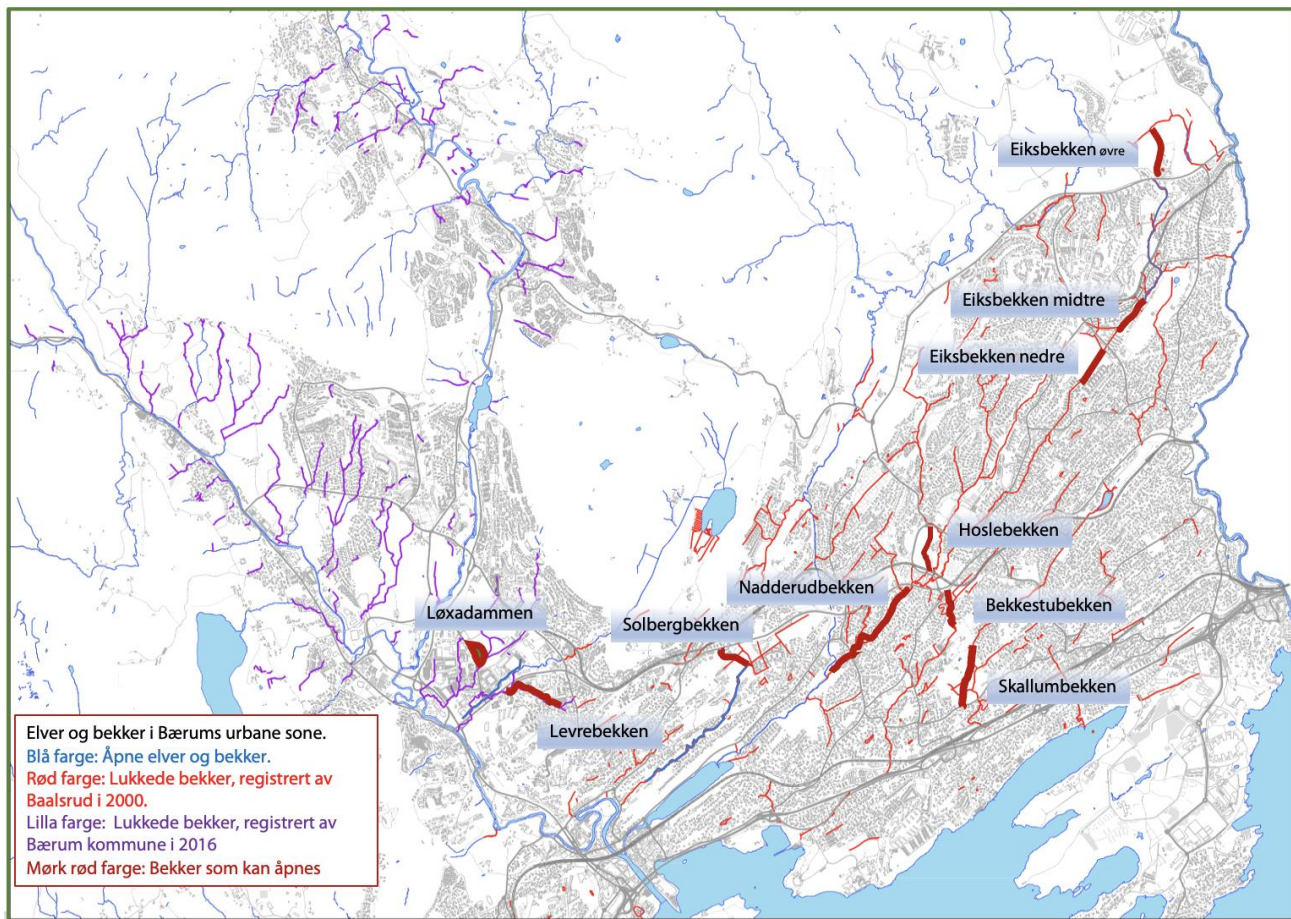 Eiksbekken øvre
Eiksbekken midtre
Eiksbekken nedre
Hoslebekken
Nadderudbekken
Bekkestubekken
Løxadammen
Solbergbekken
Skallumbekken
Levrebekken
Elver og bekker i Bærums urbane sone.
Blå farge: Åpne elver og bekker.
Rød farge: Lukkede bekker, registrert av
Baalsrud i 2000.
Lilla farge: Lukkede bekker, registrert av
Bærum kommune i 2016
Mørk rød farge: Bekker som kan åpnes